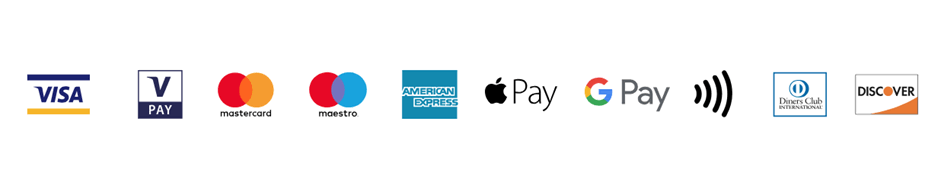 VISA
V
PAY
mastercard
maestro
AMERICAN
EXPRESS
Pay
G Pay
Diners Club
INTERNATIONAL
DISCOVER